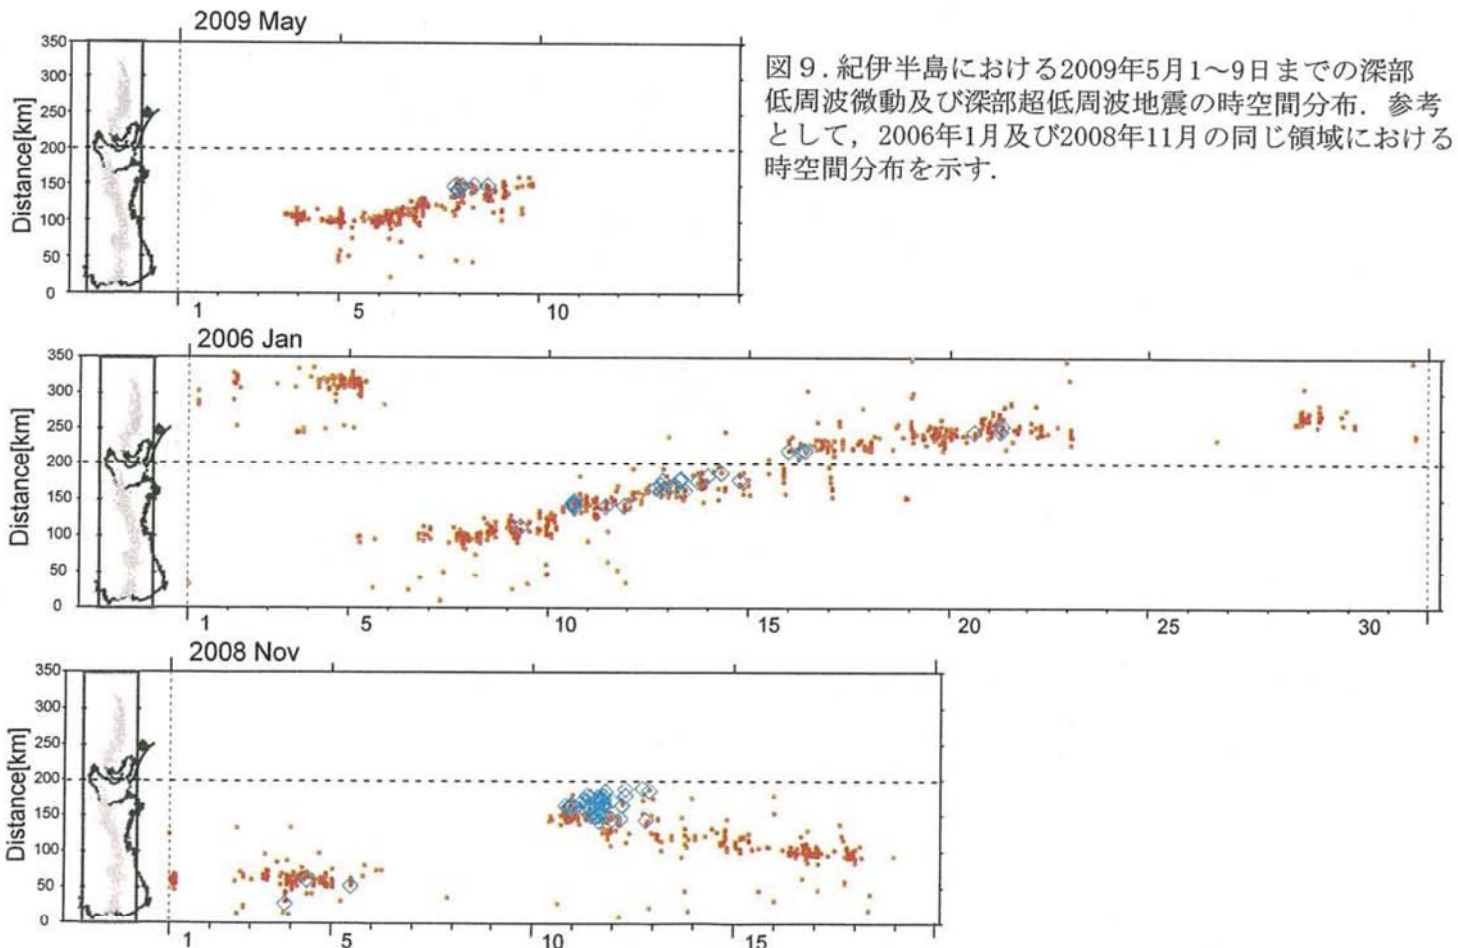 2009 May
350
300
250
200
150
100
50
0
Distance[km]
1 5 10
図9.紀伊半島における2009年5月1~9日までの深部
低周波微動及び深部超低周波地震の時空間分布.参考
として,2006年1月及び2008年11月の同じ領域における
時空間分布を示す.
2006 Jan
350
300
250
200
150
100
50
0
Distance[km]
1 5 10 15 20 25 30
2008 Nov
350
300
250
200
150
100
50
0
Distance[km]
1 5 10 15